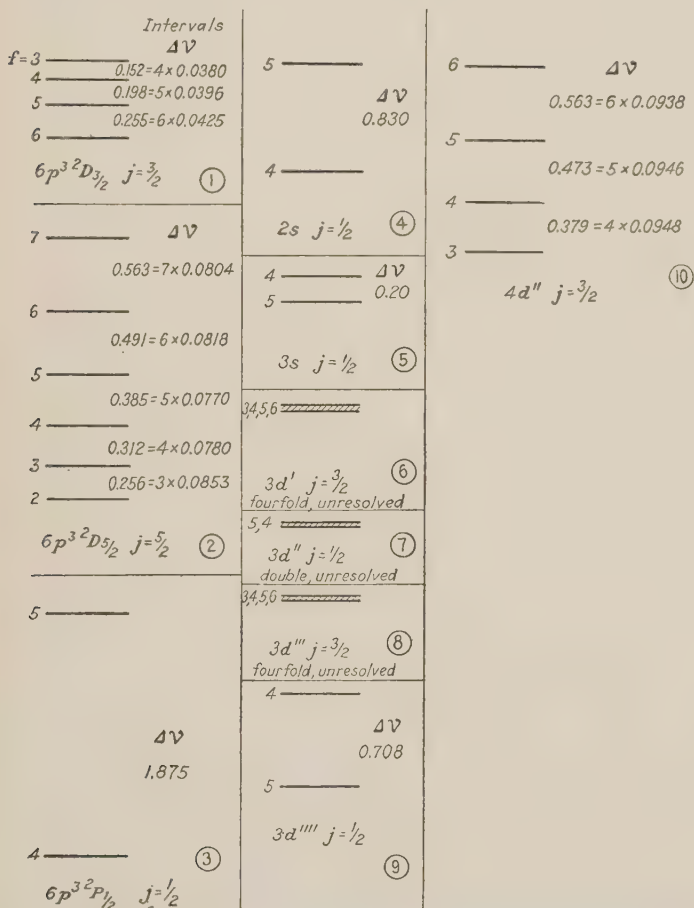 Intervals
Δν
f=3
0.152=4×0.0380
4
0.198=5×0.0396
5
0.255=6×0.0425
6
6p³ ²D₃/₂ j=3/2 ①
7
Δν
0.563=7×0.0804
6
0.491=6×0.0818
5
0.385=5×0.0770
4
0.312=4×0.0780
3
0.256=3×0.0853
2
6p³ ²D₅/₂ j=5/2 ②
5
Δν
1.875
4
③
6p³ ²P₁/₂ j=1/2
5
Δν
0.830
4
2s j=1/2 ④
4
Δν
5
0.20
3s j=1/2 ⑤
3,4,5,6
3d' j=3/2 ⑥
fourfold, unresolved
5,4
3d" j=1/2 ⑦
double, unresolved
3,4,5,6
3d''' j=3/2 ⑧
fourfold, unresolved
4
Δν
0.708
5
3d'''' j=1/2
⑨
6
Δν
0.563=6×0.0938
5
0.473=5×0.0946
4
0.379=4×0.0948
3
⑩
4d" j=3/2